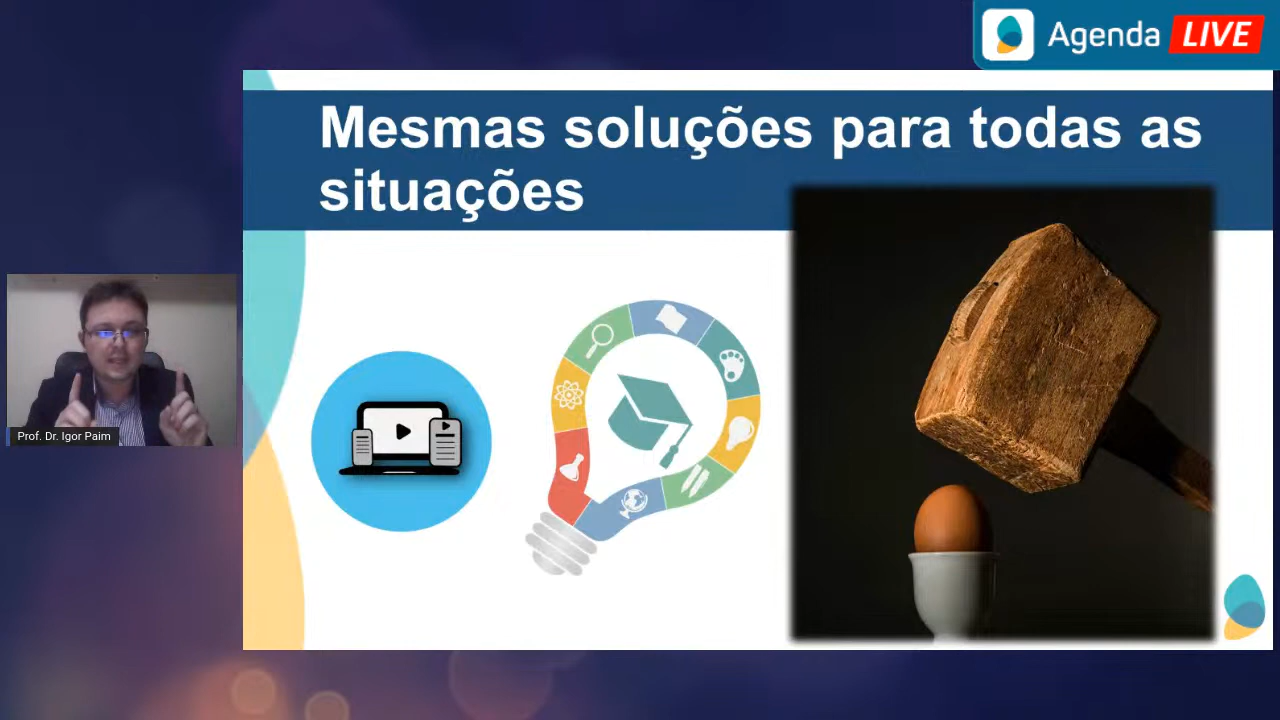 Agenda LIVE
Mesmas soluções para todas as
situações
Prof. Dr. Igor Paim